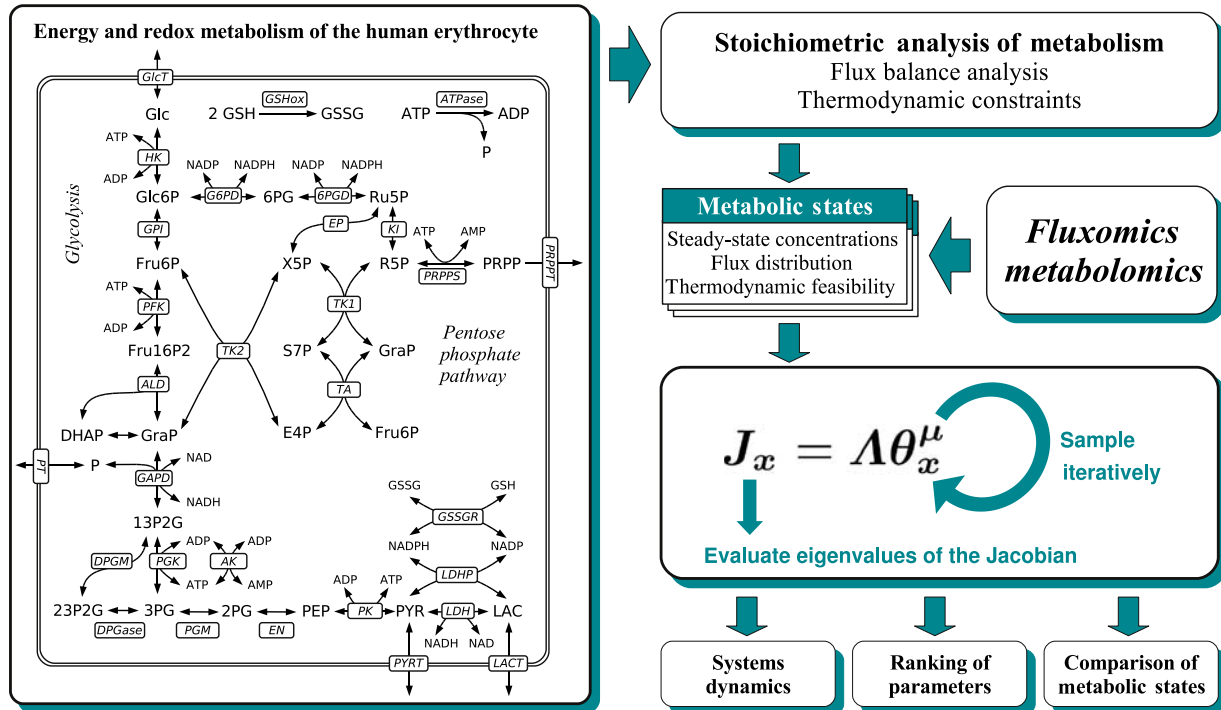 Energy and redox metabolism of the human erythrocyte
GlcT
Glc
2 GSH
GSHox
GSSG
ATP
ATPase
ADP
P
ATP
HK
ADP
Glycolysis
NADP
NADPH
NADP
NADPH
Glc6P
G6PD
6PG
6PGD
Ru5P
GPI
EP
KI
ATP
AMP
PRPPT
Fru6P
X5P
R5P
PRPPS
PRPP
ATP
PFK
ADP
TK1
Fru16P2
TK2
S7P
GraP
Pentose
phosphate
pathway
ALD
TA
DHAP
GraP
E4P
Fru6P
PT
P
NAD
GAPD
NADH
GSSG
GSH
GSSGR
13P2G
NADPH
NADP
DPGM
PGK
ADP
AK
ADP
ATP
AMP
ADP
ATP
LDHP
23P2G
3PG
2PG
PEP
PK
PYR
LDH
LAC
DPGase
PGM
EN
NADH
NAD
PYRT
LACT
Stoichiometric analysis of metabolism
Flux balance analysis
Thermodynamic constraints
Metabolic states
Steady-state concentrations
Flux distribution
Thermodynamic feasibility
Fluxomics
metabolomics
J_x = Λθ_x^μ
Sample
iteratively
Evaluate eigenvalues of the Jacobian
Systems
dynamics
Ranking of
parameters
Comparison of
metabolic states